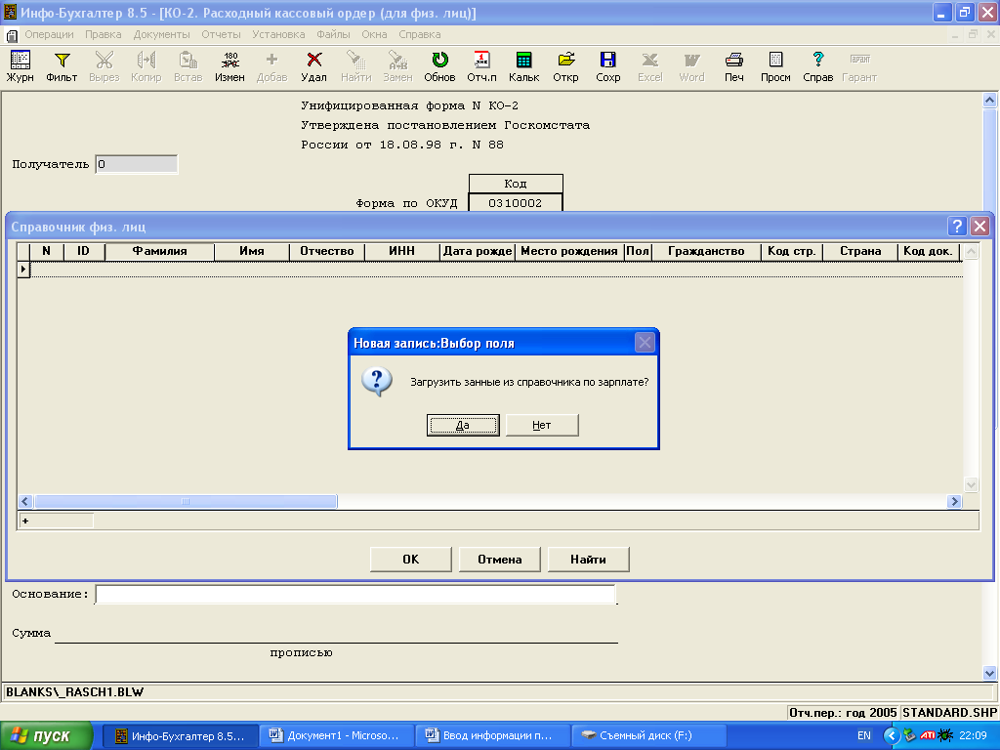 Инфо-Бухгалтер 8.5 - [КО-2. Расходный кассовый ордер (для физ. лиц)]
Операции Правка Документы Отчеты Установка Файлы Окна Справка
180
Журн Фильт Вырез Копир Встав Измен Добав Удал Найти Замен Обнов Отч.п Кальк Откр Сохр Excel Word Печ Просм Справ Гарант
Унифицированная форма N КО-2
Утверждена постановлением Госкомстата
России от 18.08.98 г. N 88
Получатель 0
Код
Форма по ОКУД 0310002
Справочник физ. лиц
N ID Фамилия Имя Отчество ИНН Дата рожде Место рождения Пол Гражданство Код стр. Страна Код док.
Новая запись:Выбор поля
Загрузить занные из справочника по зарплате?
Да Нет
+
OK Отмена Найти
Основание:
Сумма
прописью
BLANKS\_RASCH1.BLW
Отч.пер.: год 2005 STANDARD.SHP
пуск Инфо-Бухгалтер 8.5... Документ1 - Microso... Ввод информации п... Съемный диск (F:) EN 22:09